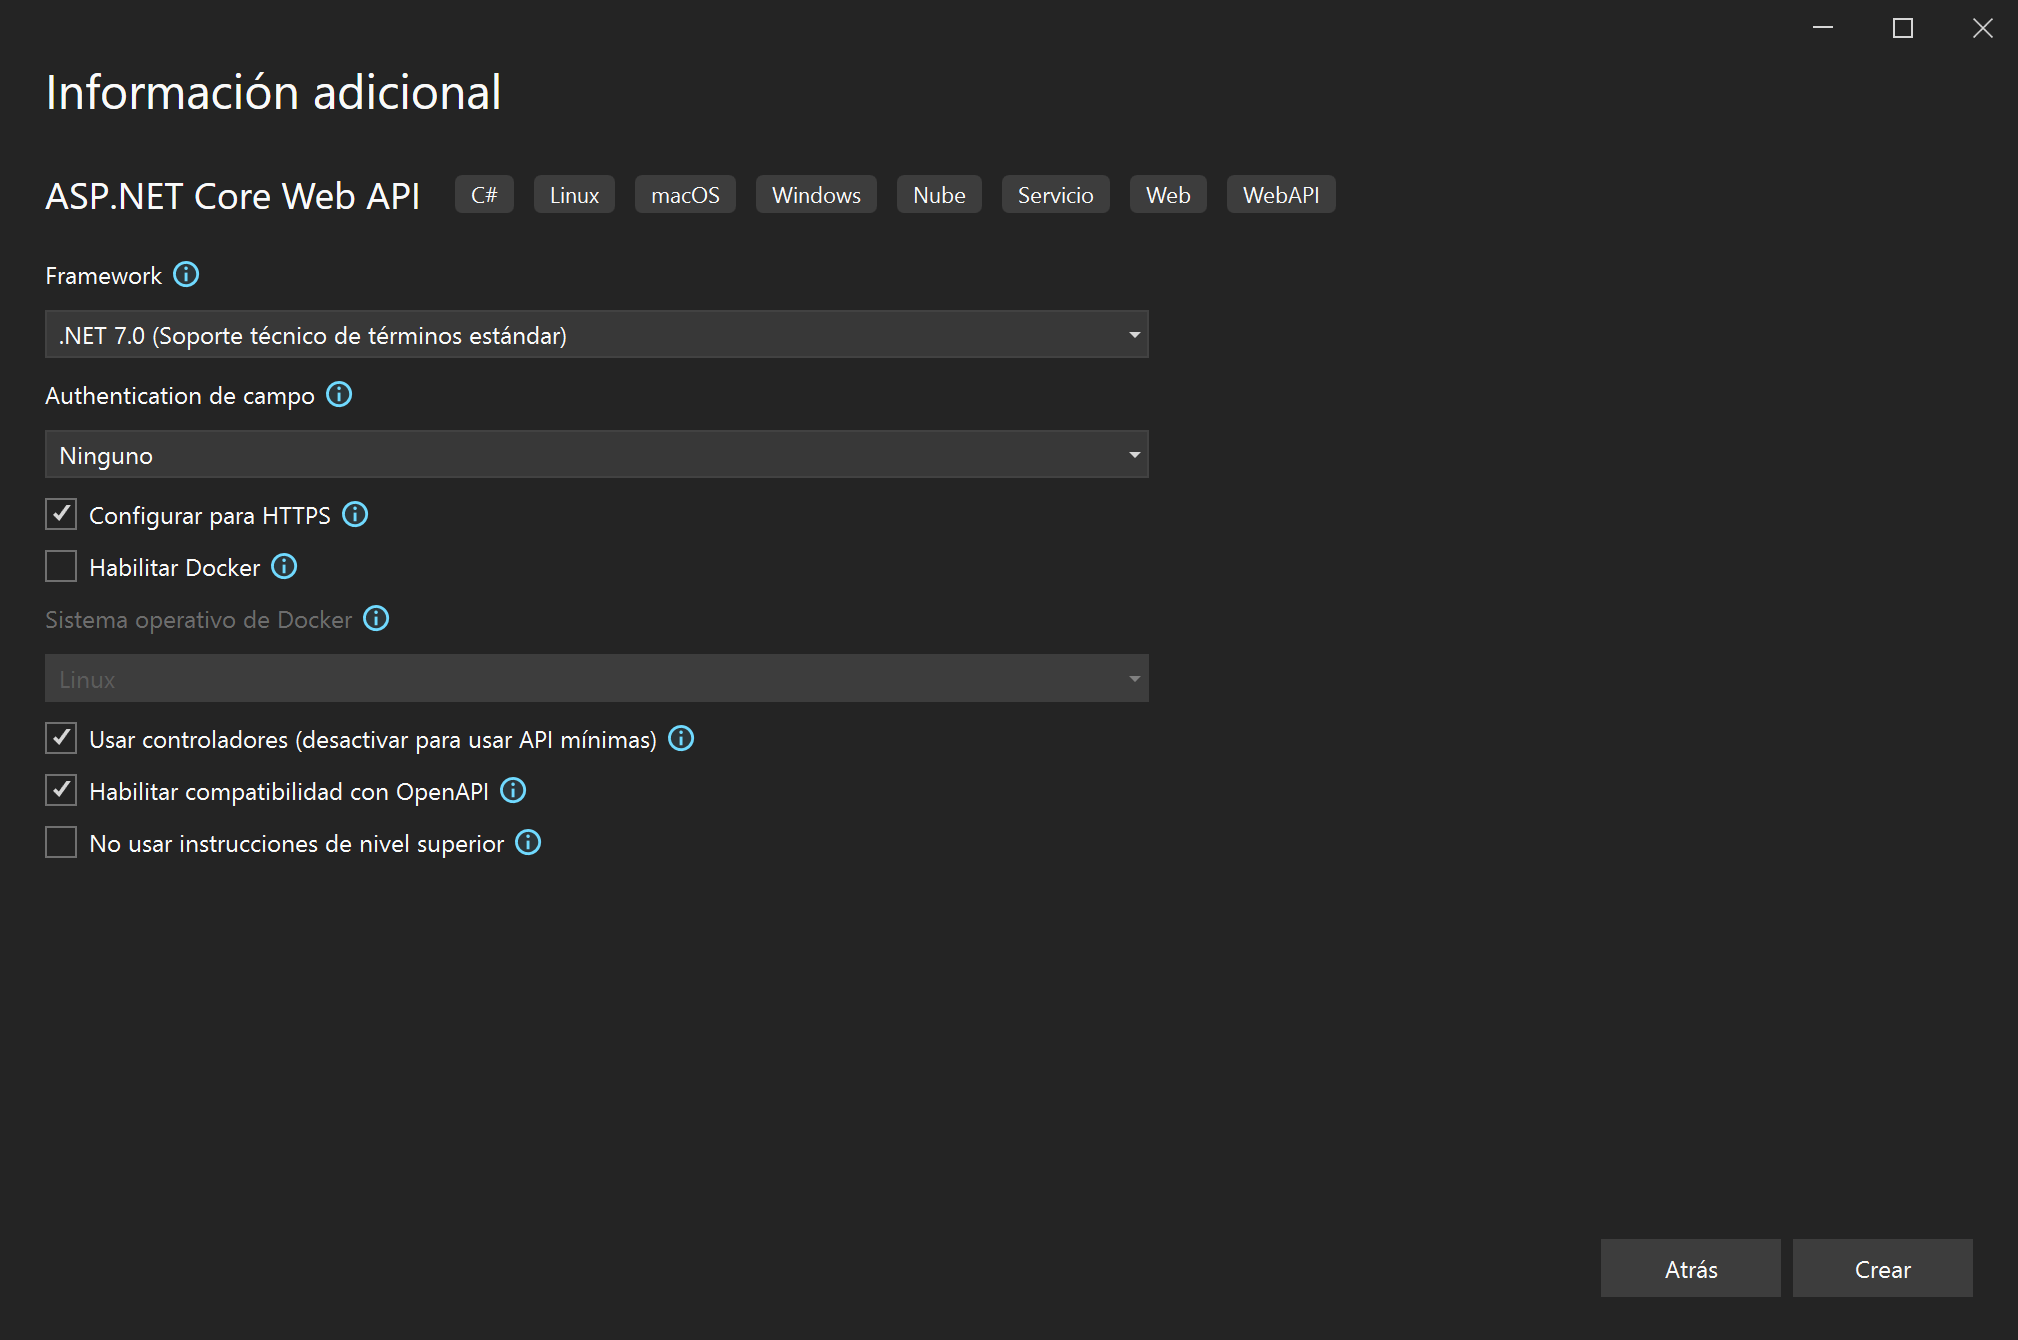 Información adicional
ASP.NET Core Web API C# Linux macOS Windows Nube Servicio Web WebAPI
Framework
.NET 7.0 (Soporte técnico de términos estándar)
Authentication de campo
Ninguno
Configurar para HTTPS
Habilitar Docker
Sistema operativo de Docker
Linux
Usar controladores (desactivar para usar API mínimas)
Habilitar compatibilidad con OpenAPI
No usar instrucciones de nivel superior
Atrás Crear